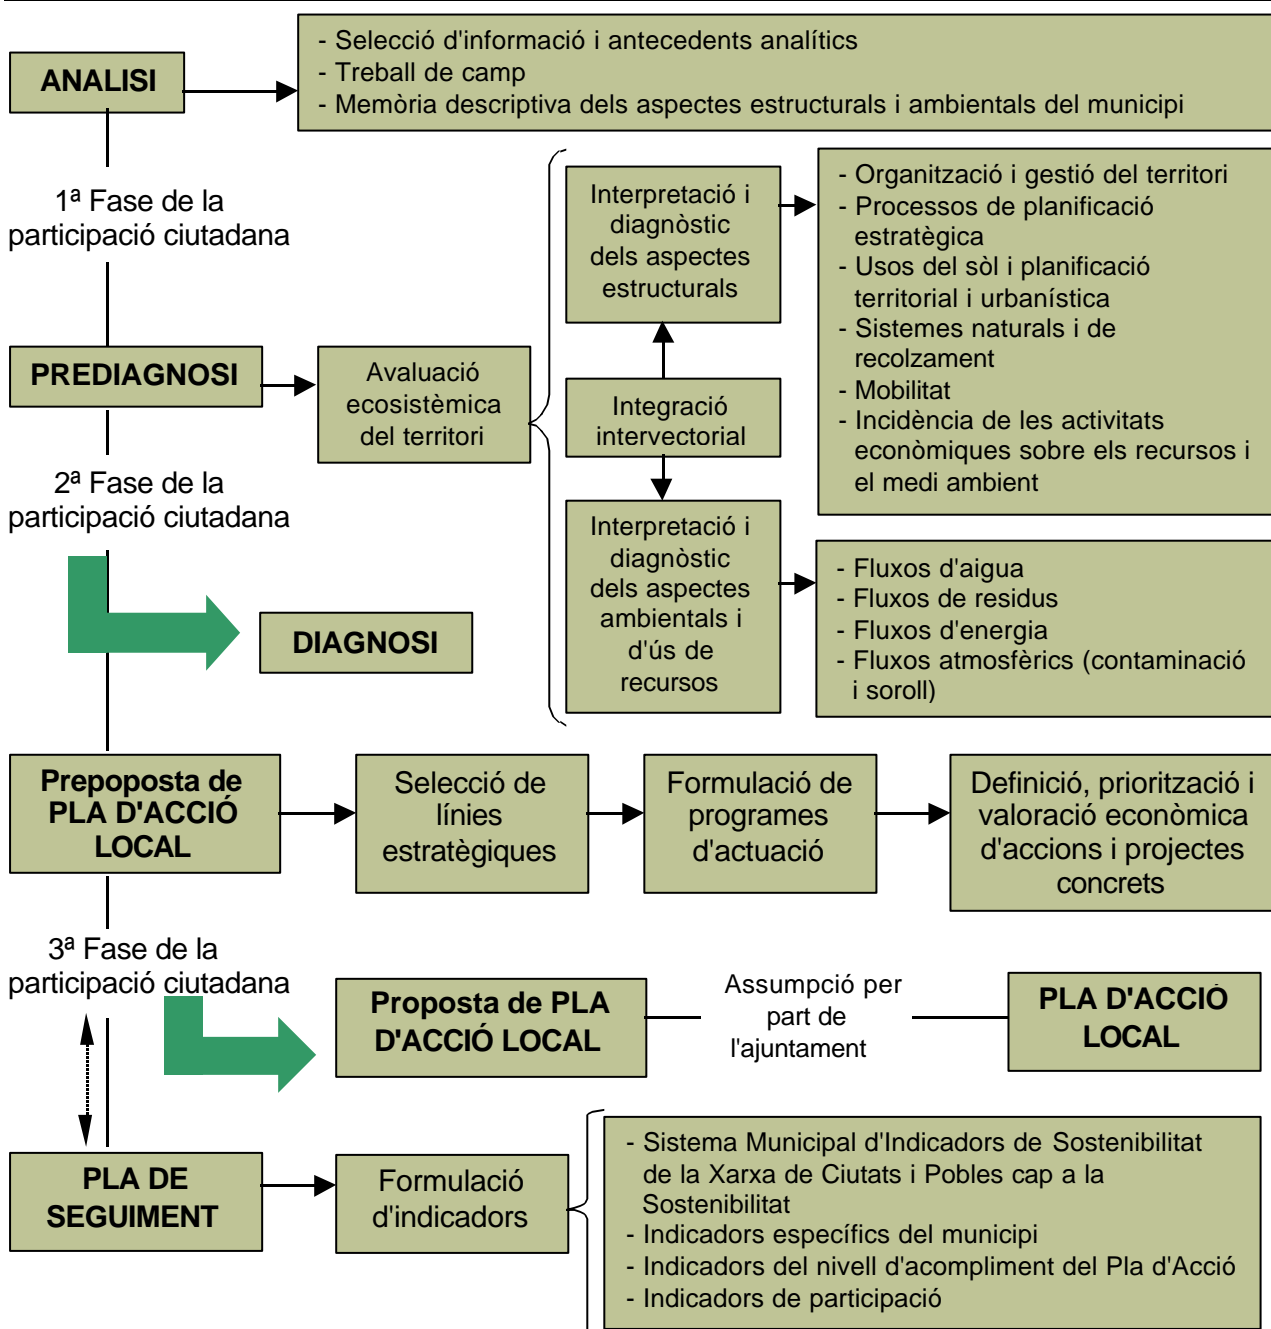 ANALISI
- Selecció d'informació i antecedents analítics
- Treball de camp
- Memòria descriptiva dels aspectes estructurals i ambientals del municipi
1ª Fase de la
participació ciutadana
PREDIAGNOSI
Avaluació
ecosistèmica
del territori
Interpretació i
diagnòstic
dels aspectes
estructurals
Integració
intervectorial
Interpretació i
diagnòstic
dels aspectes
ambientals i
d'ús de
recursos
- Organització i gestió del territori
- Processos de planificació
estratègica
- Usos del sòl i planificació
territorial i urbanística
- Sistemes naturals i de
recolzament
- Mobilitat
- Incidència de les activitats
econòmiques sobre els recursos i
el medi ambient
- Fluxos d'aigua
- Fluxos de residus
- Fluxos d'energia
- Fluxos atmosfèrics (contaminació
i soroll)
2ª Fase de la
participació ciutadana
DIAGNOSI
Prepoposta de
PLA D'ACCIÓ
LOCAL
Selecció de
línies
estratègiques
Formulació de
programes
d'actuació
Definició, priorització i
valoració econòmica
d'accions i projectes
concrets
3ª Fase de la
participació ciutadana
Proposta de PLA
D'ACCIÓ LOCAL
Assumpció per
part de
l'ajuntament
PLA D'ACCIÓ
LOCAL
PLA DE
SEGUIMENT
Formulació
d'indicadors
- Sistema Municipal d'Indicadors de Sostenibilitat
de la Xarxa de Ciutats i Pobles cap a la
Sostenibilitat
- Indicadors específics del municipi
- Indicadors del nivell d'acompliment del Pla d'Acció
- Indicadors de participació